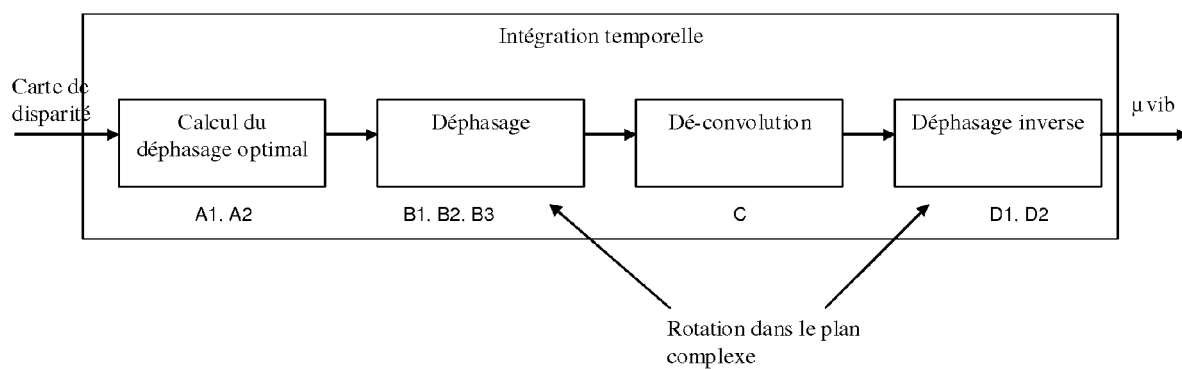 Intégration temporelle
Carte de
disparité
Calcul du
déphasage optimal
Déphasage
Dé-convolution
Déphasage inverse
µ vib
A1, A2
B1, B2, B3
C
D1, D2
Rotation dans le plan
complexe